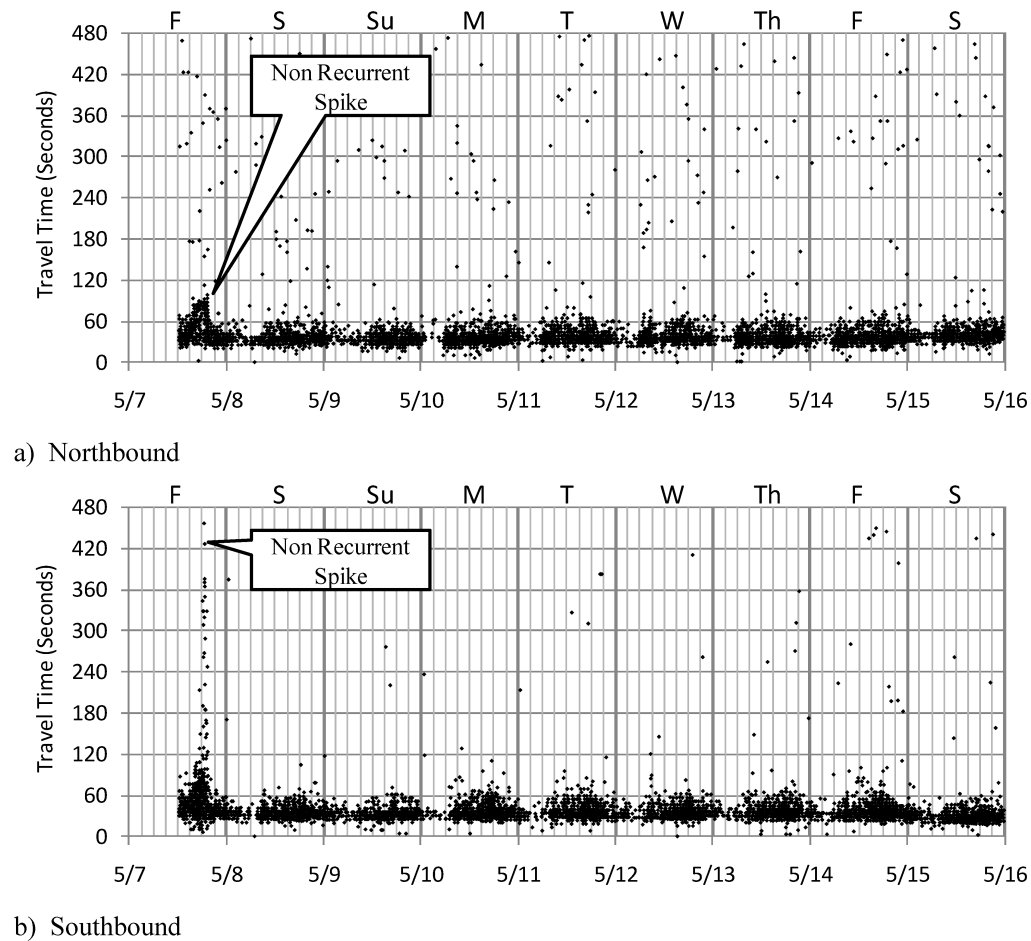 F S Su M T W Th F S
480
420
360
300
240
180
120
60
0
Travel Time (Seconds)
Non Recurrent
Spike
5/7 5/8 5/9 5/10 5/11 5/12 5/13 5/14 5/15 5/16
a) Northbound
F S Su M T W Th F S
480
420
360
300
240
180
120
60
0
Travel Time (Seconds)
Non Recurrent
Spike
5/7 5/8 5/9 5/10 5/11 5/12 5/13 5/14 5/15 5/16
b) Southbound